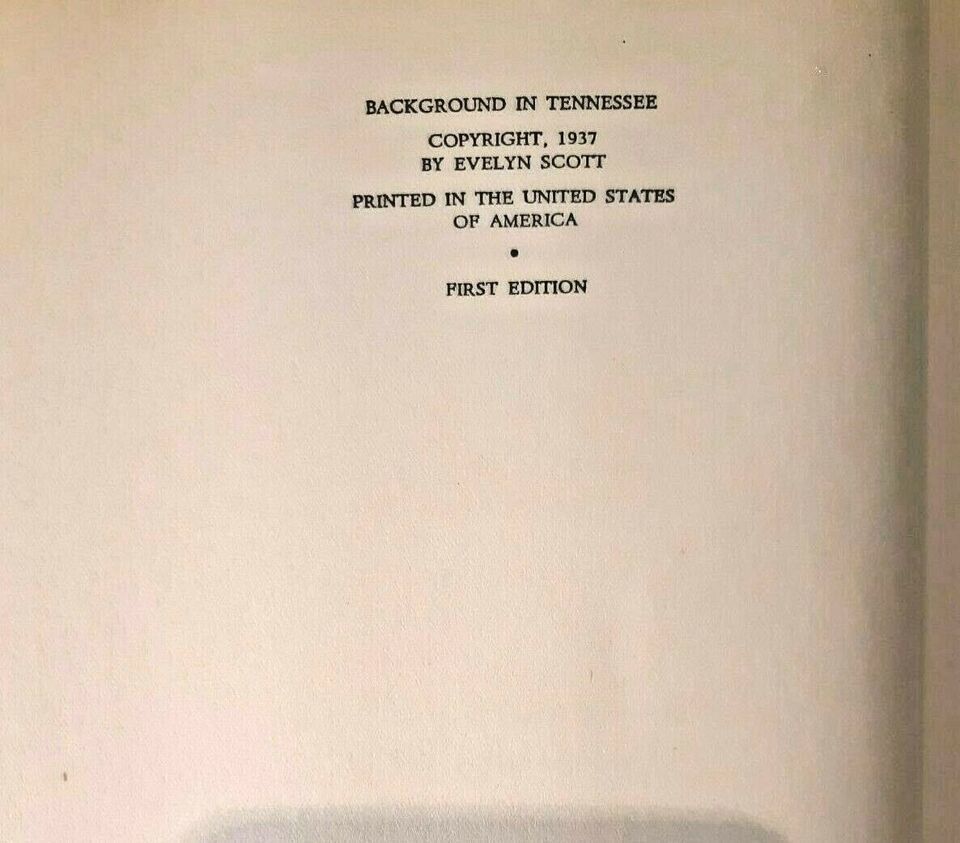 BACKGROUND IN TENNESSEE
COPYRIGHT, 1937
BY EVELYN SCOTT
PRINTED IN THE UNITED STATES
OF AMERICA
•
FIRST EDITION